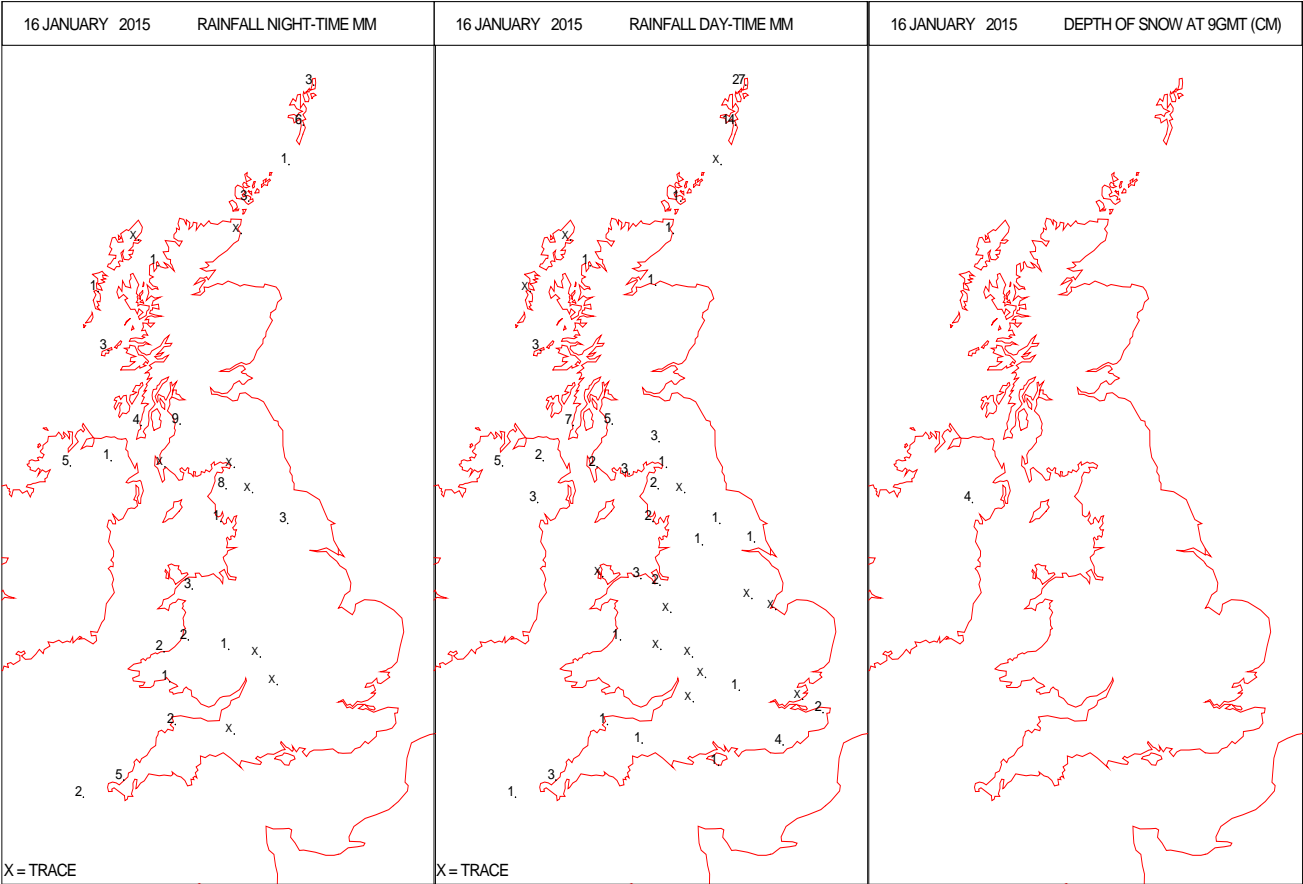 16 JANUARY 2015 RAINFALL NIGHT-TIME MM
3.
6.
1.
3.
X. X.
1.
1.
3.
4. 9.
5. 1. X. X.
8. X.
1. 3.
3.
2. 2. 1. X.
1. X.
2. X.
5.
2.
X = TRACE
16 JANUARY 2015 RAINFALL DAY-TIME MM
27.
14.
X.
1.
X. 1.
1.
X. 1.
3.
7. 5.
3.
5. 2. 2. 3. 1.
3. 2. X.
2. 1.
1. 1.
X. 3. 2.
X. X. X.
1. X. X.
X. 1.
X. X. 2.
1. 1. 4.
1.
3.
1.
X = TRACE
16 JANUARY 2015 DEPTH OF SNOW AT 9GMT (CM)
4.